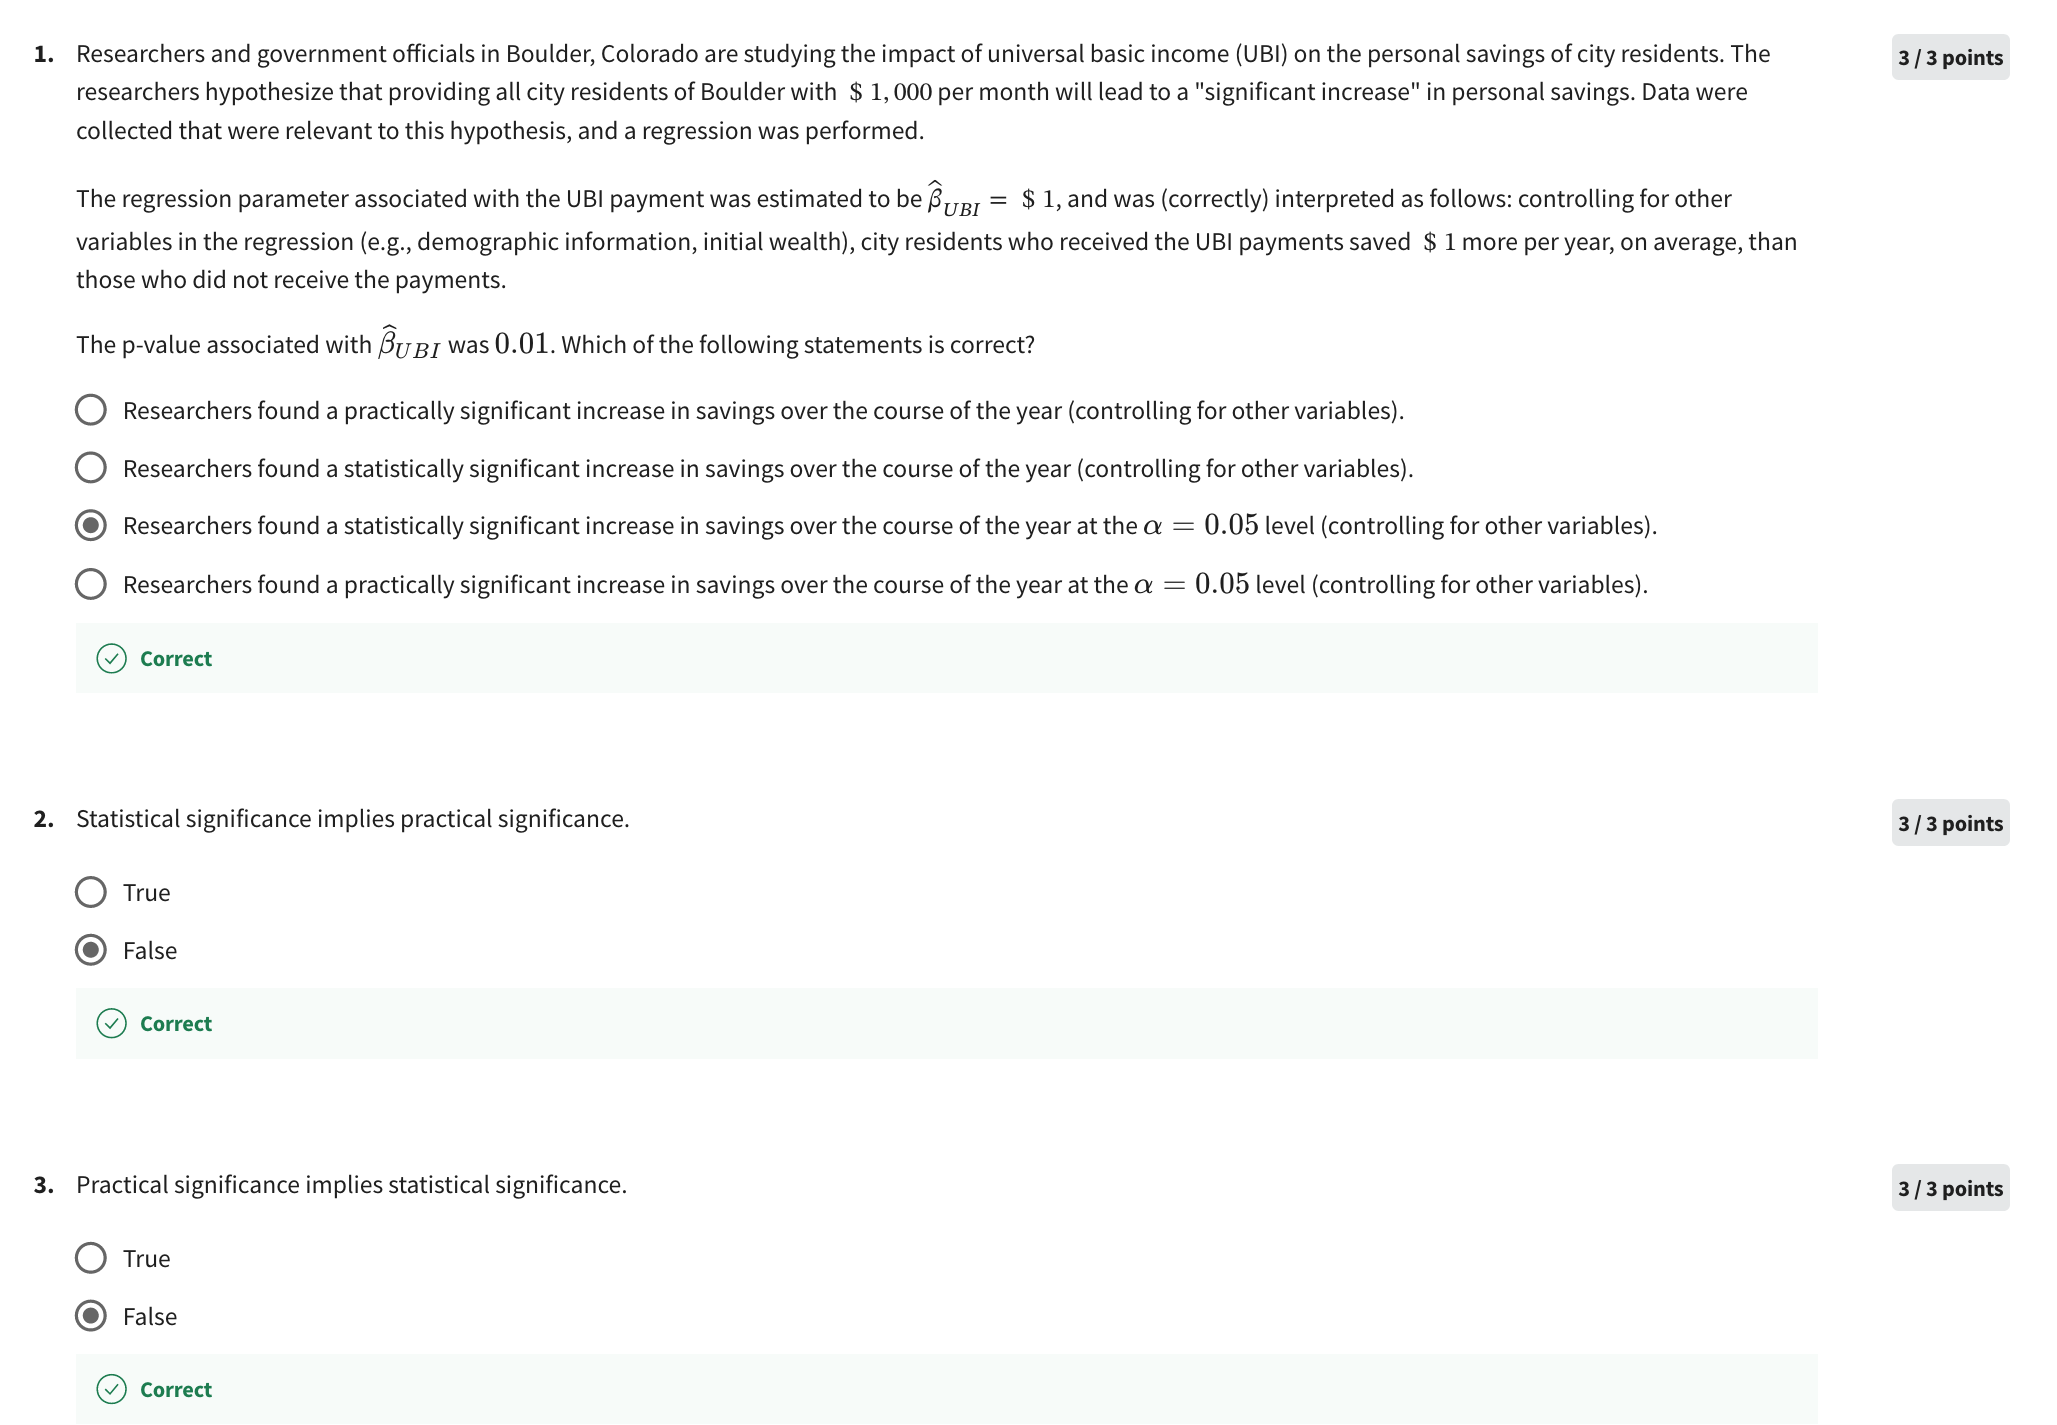 1. Researchers and government officials in Boulder, Colorado are studying the impact of universal basic income (UBI) on the personal savings of city residents. The
3 / 3 points
researchers hypothesize that providing all city residents of Boulder with $ 1,000 per month will lead to a "significant increase" in personal savings. Data were
collected that were relevant to this hypothesis, and a regression was performed.
The regression parameter associated with the UBI payment was estimated to be β̂_UBI = $ 1, and was (correctly) interpreted as follows: controlling for other
variables in the regression (e.g., demographic information, initial wealth), city residents who received the UBI payments saved $ 1 more per year, on average, than
those who did not receive the payments.
The p-value associated with β̂_UBI was 0.01. Which of the following statements is correct?
Researchers found a practically significant increase in savings over the course of the year (controlling for other variables).
Researchers found a statistically significant increase in savings over the course of the year (controlling for other variables).
Researchers found a statistically significant increase in savings over the course of the year at the α = 0.05 level (controlling for other variables).
Researchers found a practically significant increase in savings over the course of the year at the α = 0.05 level (controlling for other variables).
Correct
2. Statistical significance implies practical significance.
3 / 3 points
True
False
Correct
3. Practical significance implies statistical significance.
3 / 3 points
True
False
Correct